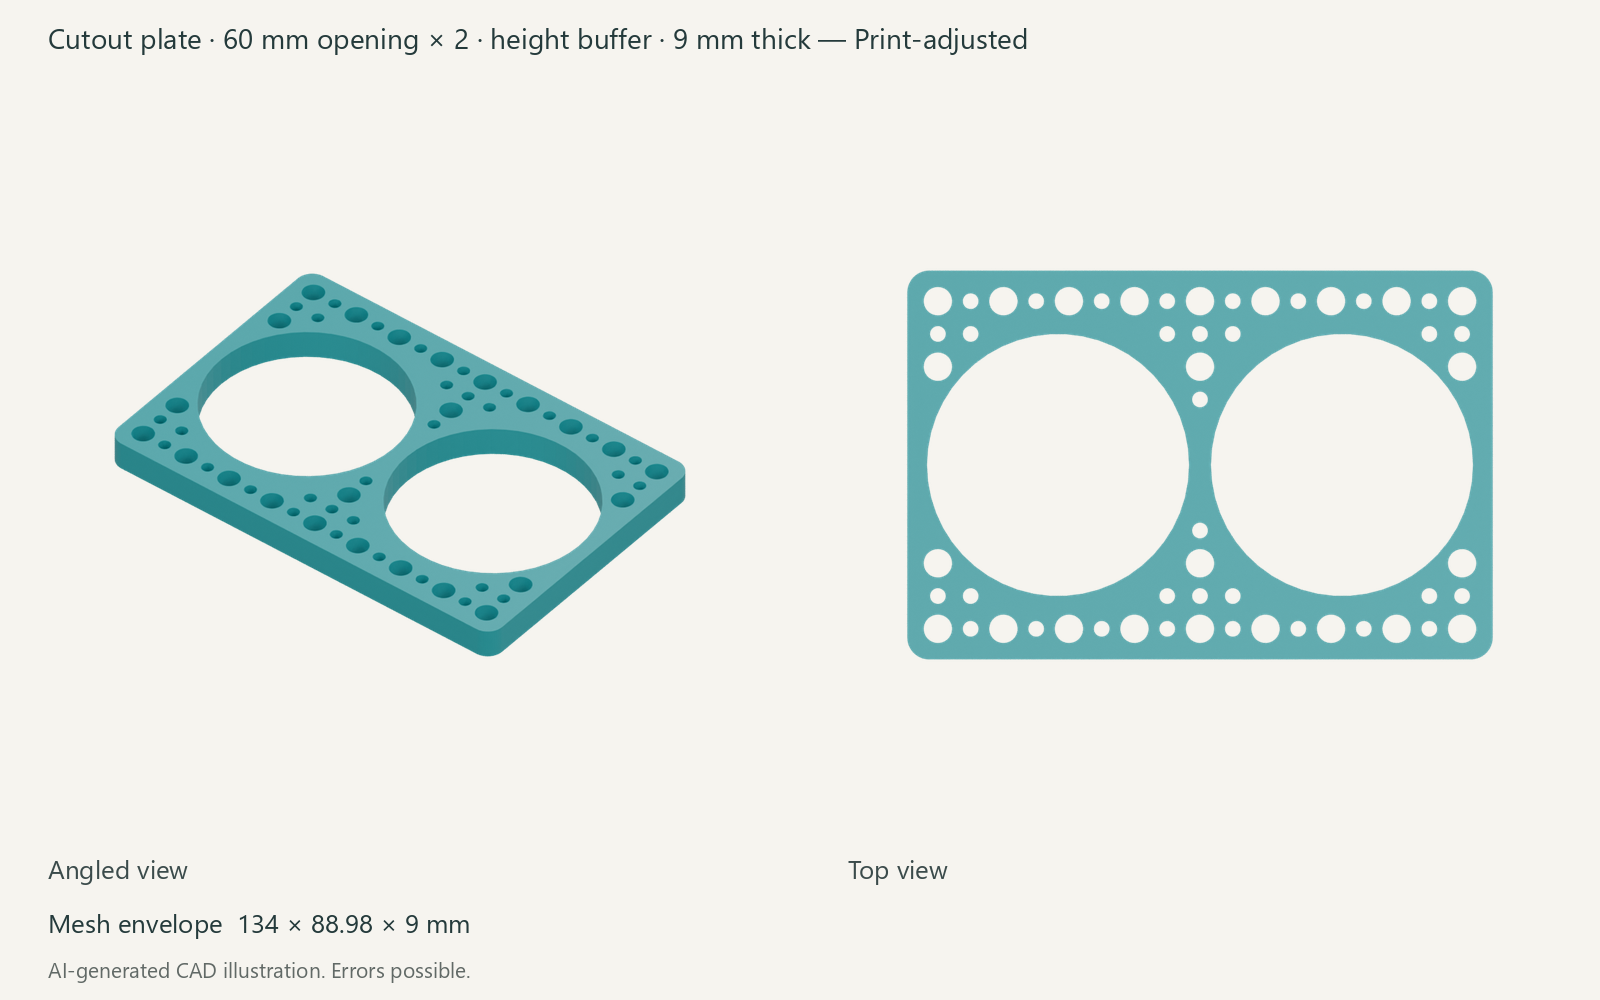 Cutout plate · 60 mm opening × 2 · height buffer · 9 mm thick — Print-adjusted
Angled view
Top view
Mesh envelope 134 × 88.98 × 9 mm
AI-generated CAD illustration. Errors possible.